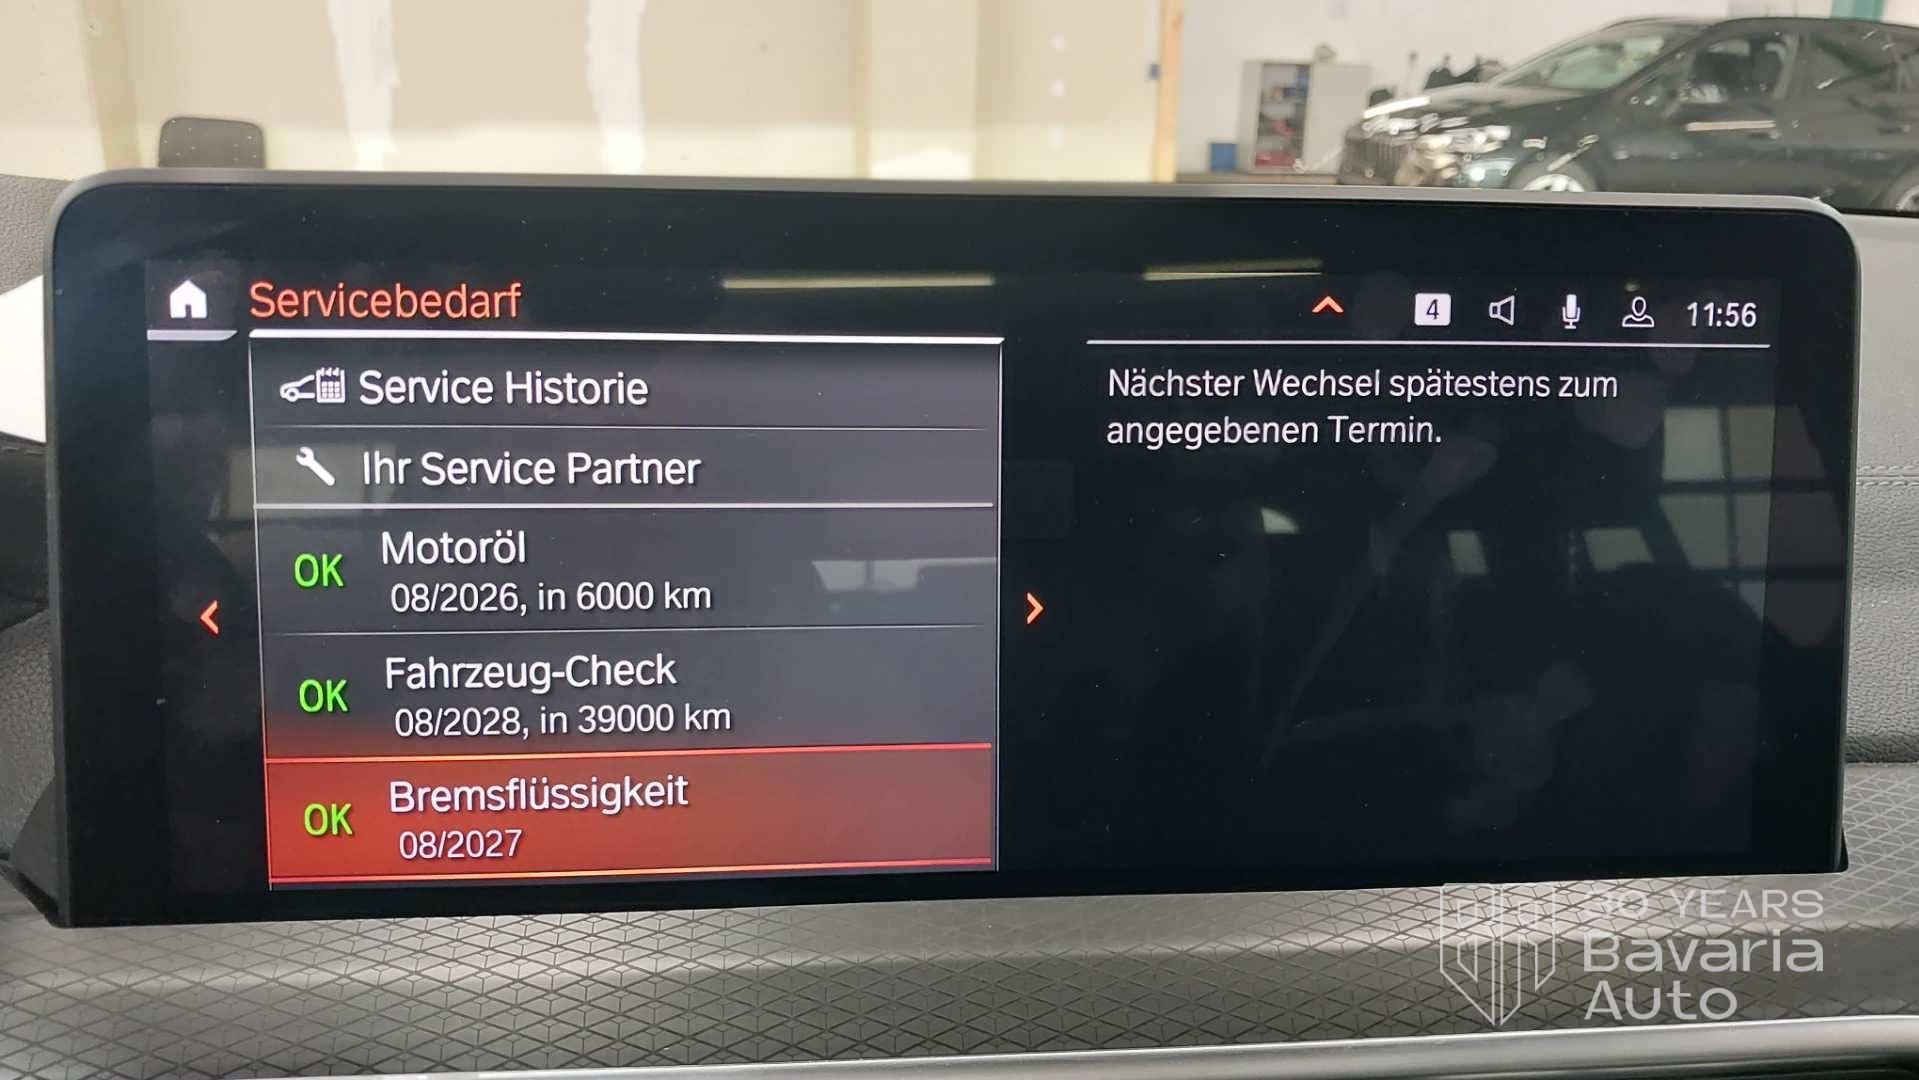 Servicebedarf
4
11:56
Service Historie
Ihr Service Partner
OK Motoröl
08/2026, in 6000 km
OK Fahrzeug-Check
08/2028, in 39000 km
OK Bremsflüssigkeit
08/2027
Nächster Wechsel spätestens zum
angegebenen Termin.
30 YEARS
Bavaria
Auto